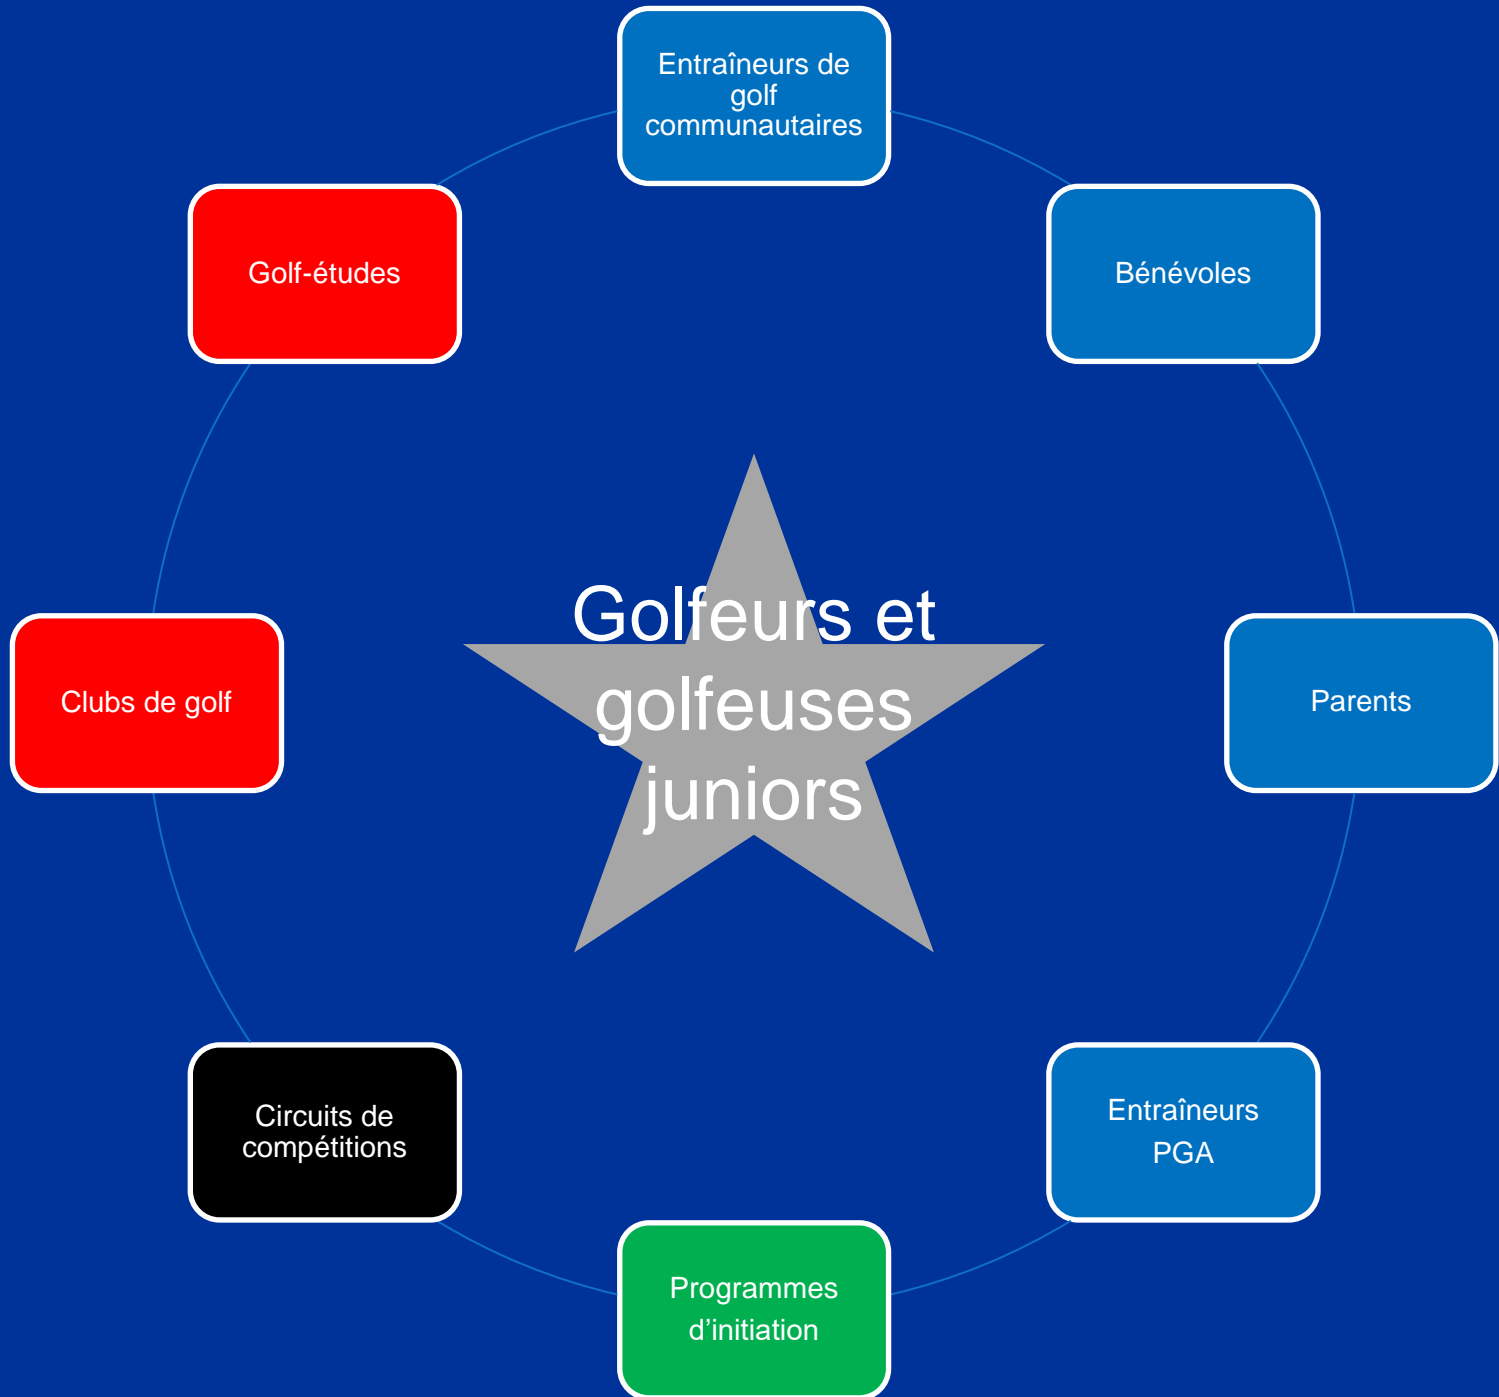 Entraîneurs de
golf
communautaires
Golf-études
Bénévoles
Golfeurs et
golfeuses
juniors
Clubs de golf
Parents
Circuits de
compétitions
Entraîneurs
PGA
Programmes
d’initiation